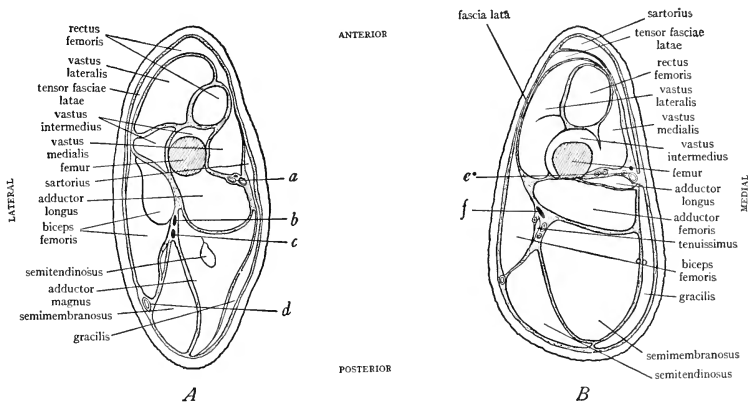 rectus
femoris
vastus
lateralis
tensor fasciae
latae
vastus
intermedius
vastus
medialis
femur
sartorius
adductor
longus
biceps
femoris
semitendinosus
adductor
magnus
semimembranosus
gracilis
LATERAL
a
b
c
d
A
ANTERIOR
POSTERIOR
fascia lata
e
f
sartorius
tensor fasciae
latae
rectus
femoris
vastus
lateralis
vastus
medialis
vastus
intermedius
femur
adductor
longus
adductor
femoris
tenuissimus
biceps
femoris
gracilis
semimembranosus
semitendinosus
MEDIAL
B